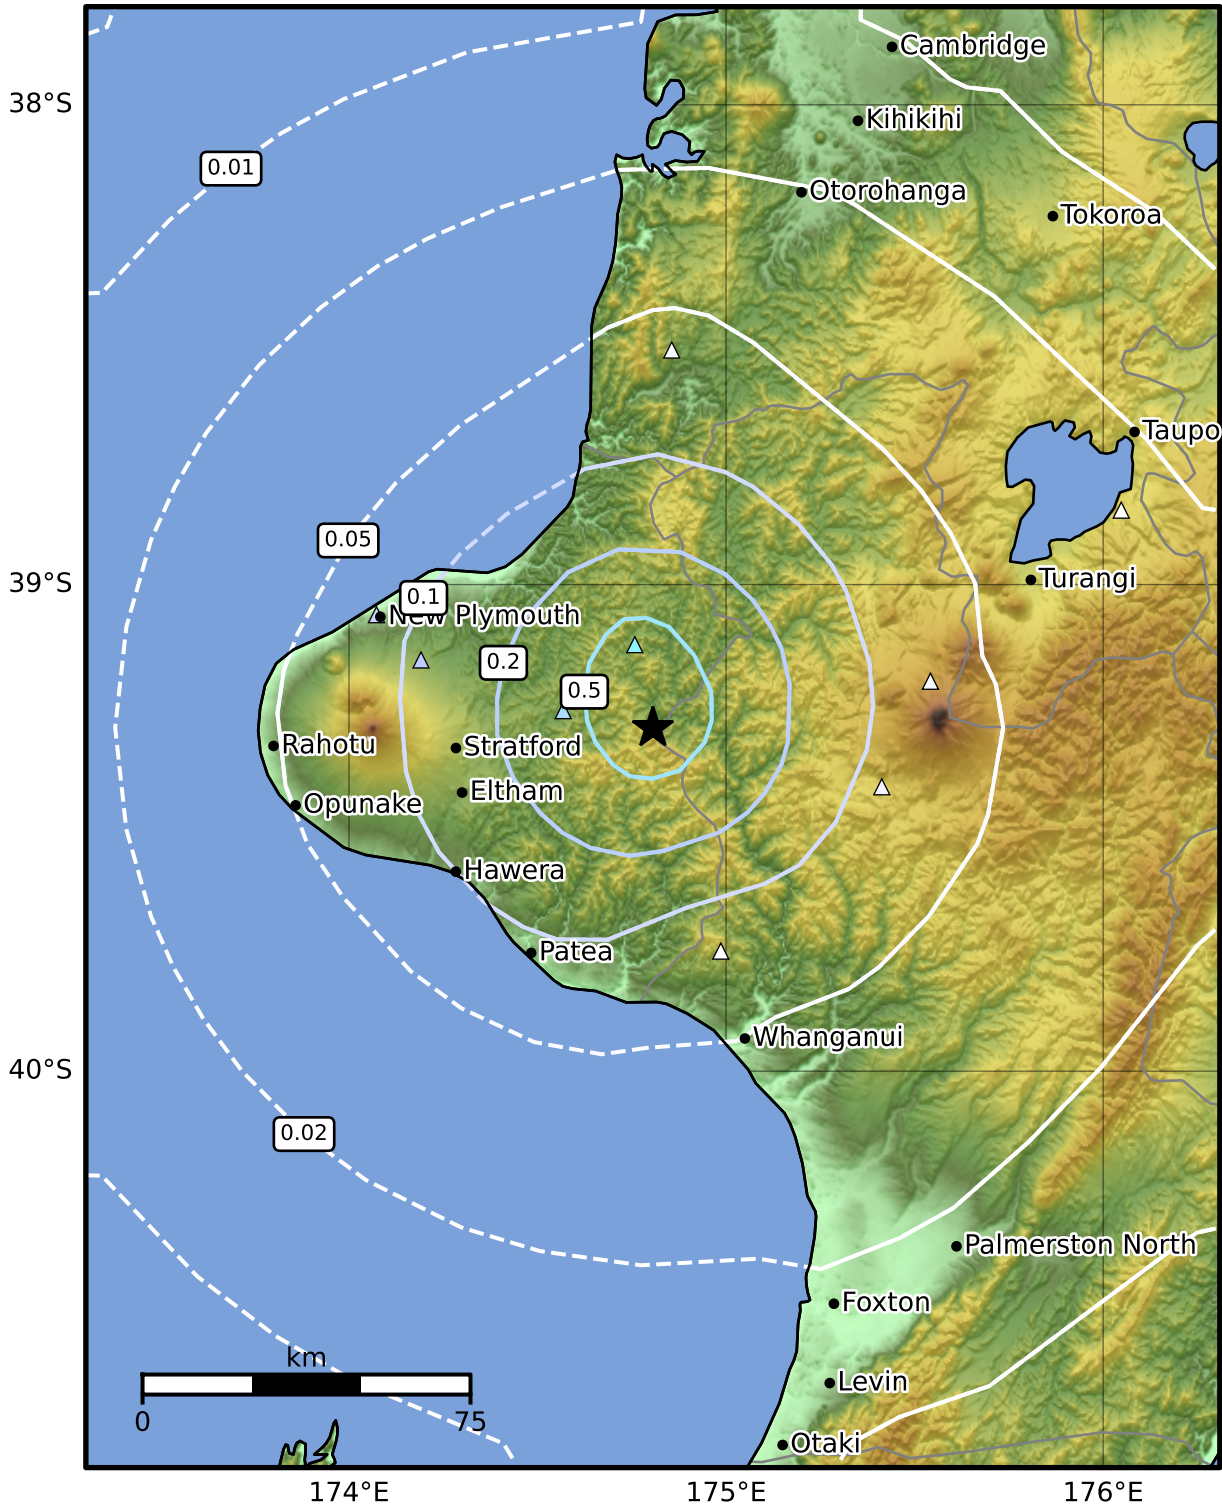 Cambridge
38°S
Kihikihi
0.01
Otorohanga
Tokoroa
Taupo
0.05
39°S
Turangi
0.1
New Plymouth
0.2
0.5
Rahotu
Stratford
Eltham
Opunake
Hawera
Patea
Whanganui
40°S
0.02
Palmerston North
Foxton
km
Levin
0
75
Otaki
174°E
175°E
176°E